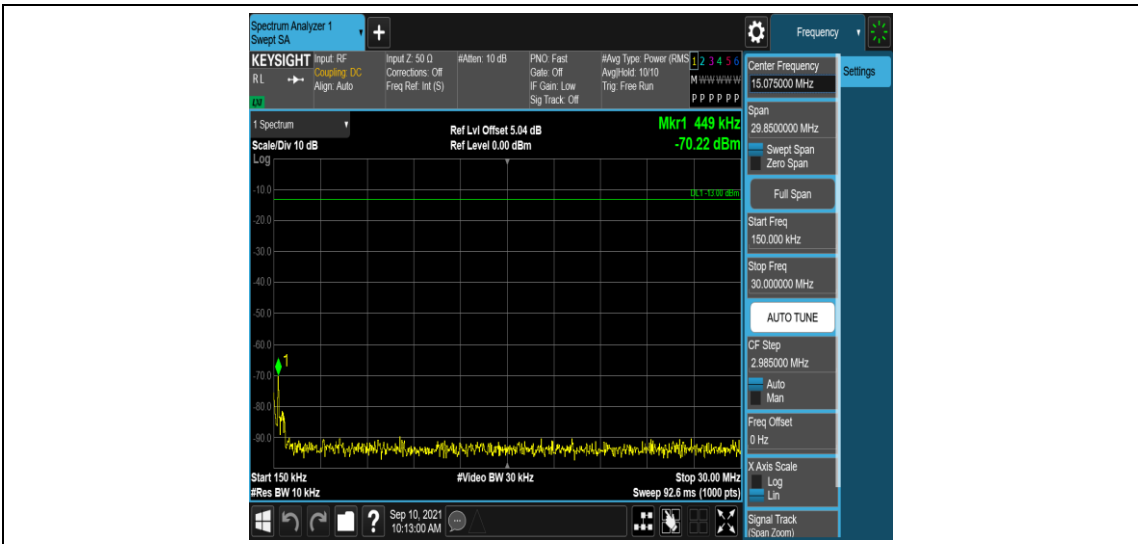 Spectrum Analyzer 1
Swept SA
+
Frequency
KEYSIGHT
RL
LXI
Input: RF
Coupling: DC
Align: Auto
Input Z: 50 Ω
Corrections: Off
Freq Ref: Int (S)
#Atten: 10 dB
PNO: Fast
Gate: Off
IF Gain: Low
Sig Track: Off
#Avg Type: Power (RMS
Avg|Hold: 10/10
Trig: Free Run
1 2 3 4 5 6
M W W W W W
P P P P P P
1 Spectrum
Scale/Div 10 dB
Ref Lvl Offset 5.04 dB
Ref Level 0.00 dBm
Mkr1 449 kHz
-70.22 dBm
Log
DL1 -13.00 dBm
-10.0
-20.0
-30.0
-40.0
-50.0
-60.0
1
-70.0
-80.0
-90.0
Start 150 kHz
#Video BW 30 kHz
Stop 30.00 MHz
#Res BW 10 kHz
Sweep 92.6 ms (1000 pts)
?
Sep 10, 2021
10:13:00 AM
Center Frequency
15.075000 MHz
Settings
Span
29.8500000 MHz
Swept Span
Zero Span
Full Span
Start Freq
150.000 kHz
Stop Freq
30.000000 MHz
AUTO TUNE
CF Step
2.985000 MHz
Auto
Man
Freq Offset
0 Hz
X Axis Scale
Log
Lin
Signal Track
(Span Zoom)